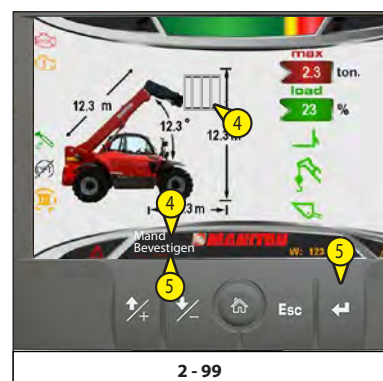 max
2.3 ton.
load
23 %
12.3 m
12.3°
12.3
4
4
.3 m
Mand
Bevestigen
MANITOU
W: 123
5
5
+
−
Esc
2 - 99